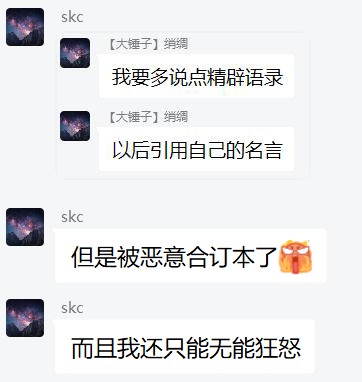 skc
【大锤子】绡绸
我要多说点精辟语录
【大锤子】绡绸
以后引用自己的名言
skc
但是被恶意合订本了
skc
而且我还只能无能狂怒